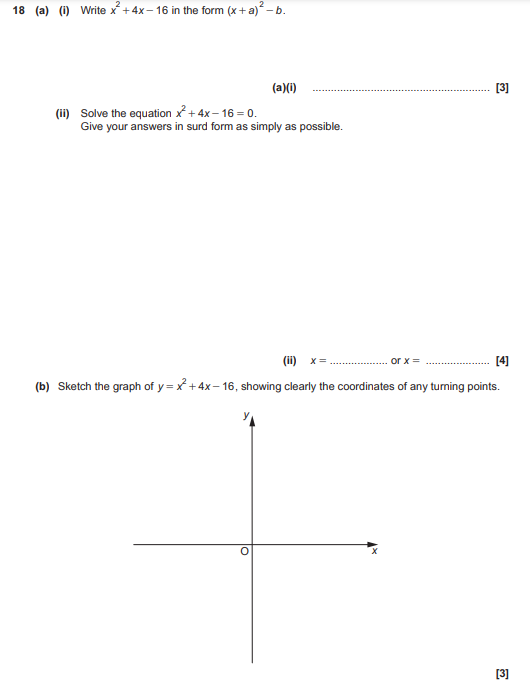 18 (a) (i) Write x² + 4x – 16 in the form (x + a)² – b.
(a)(i) .......................................................... [3]
(ii) Solve the equation x² + 4x – 16 = 0.
Give your answers in surd form as simply as possible.
(ii) x = ................... or x = ..................... [4]
(b) Sketch the graph of y = x² + 4x – 16, showing clearly the coordinates of any turning points.
y
O
x
[3]